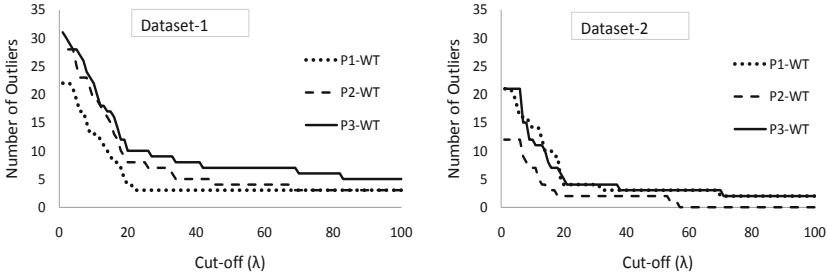 Dataset-1
Number of Outliers
35
30
25
20
15
10
5
0
P1-WT
P2-WT
P3-WT
0 20 40 60 80 100
Cut-off (λ)
Dataset-2
Number of Outliers
35
30
25
20
15
10
5
0
P1-WT
P2-WT
P3-WT
0 20 40 60 80 100
Cut-off (λ)